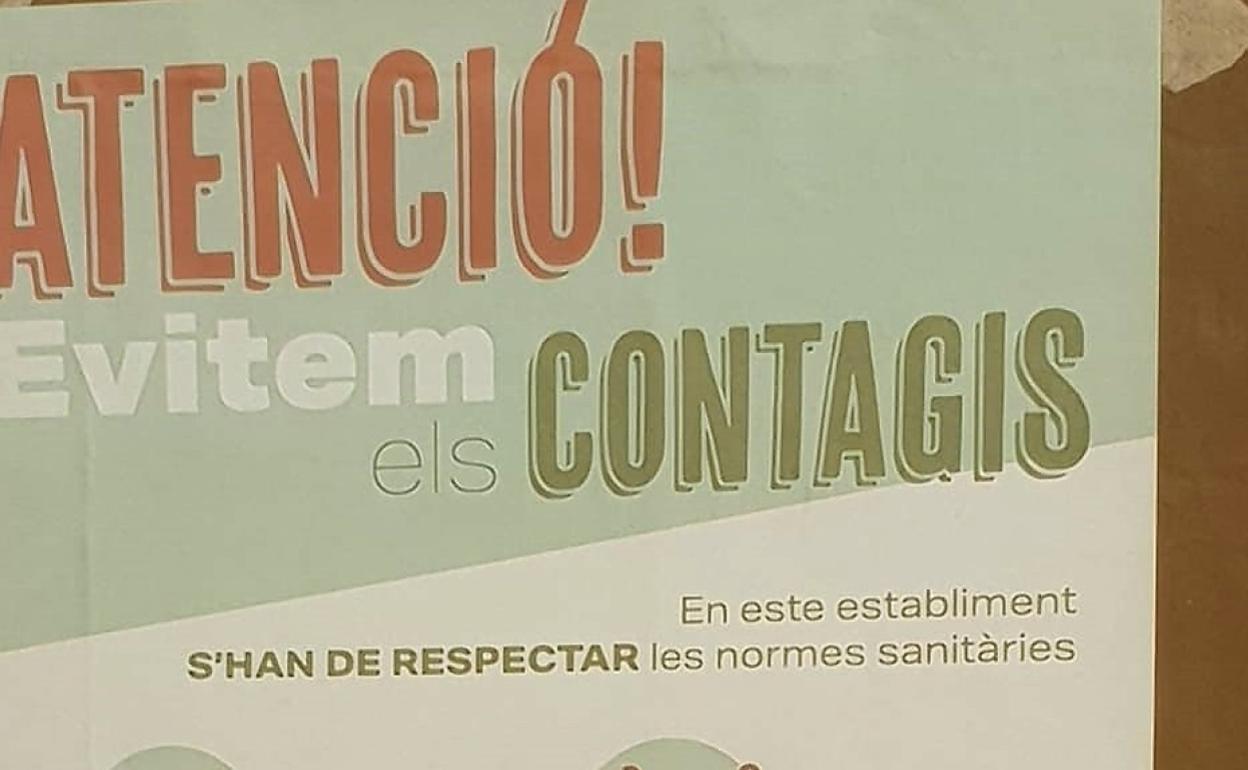 ATENCIÓ!
Evitem
els CONTAGIS
En este establiment
S'HAN DE RESPECTAR les normes sanitàries